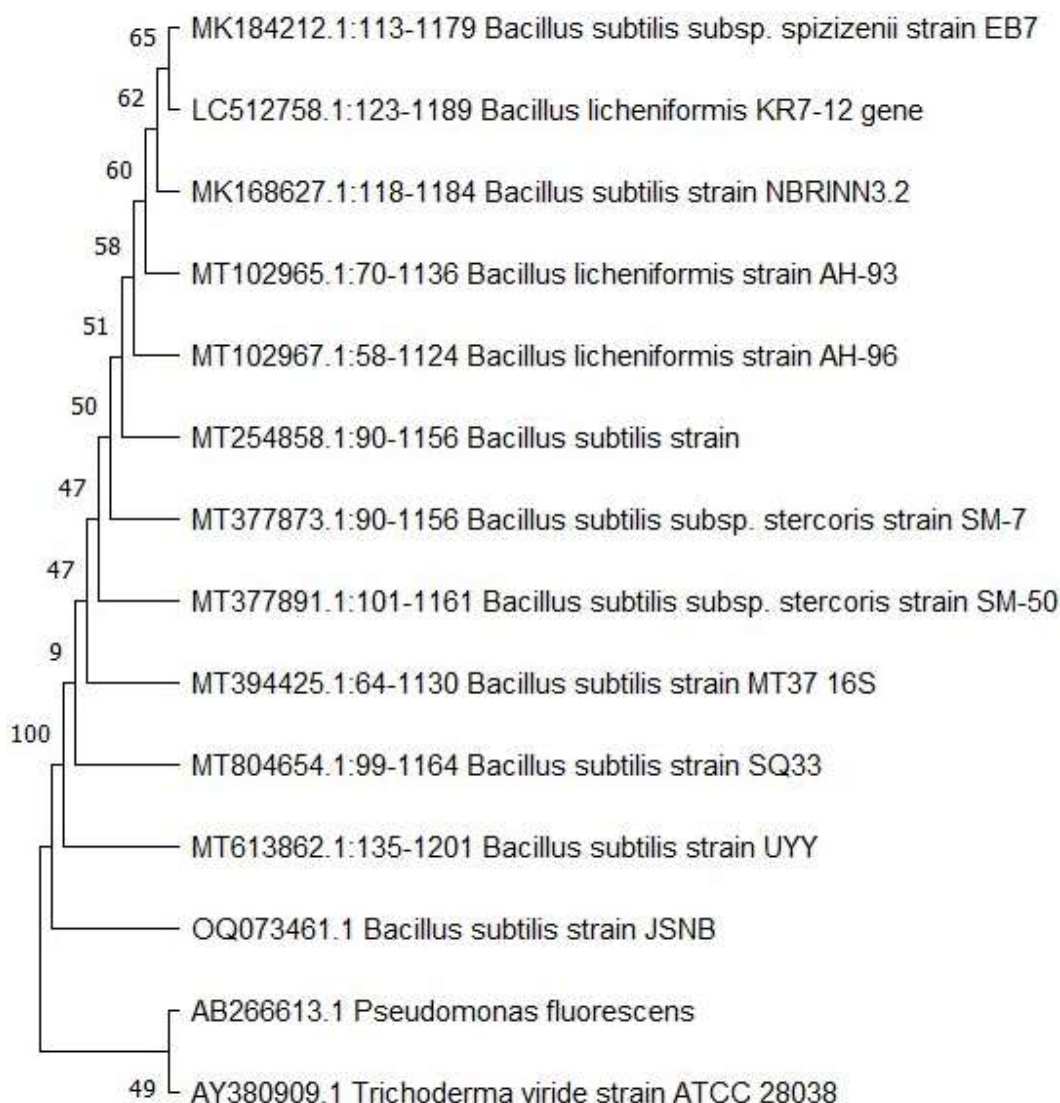 65
MK184212.1:113-1179 Bacillus subtilis subsp. spizizenii strain EB7
62
LC512758.1:123-1189 Bacillus licheniformis KR7-12 gene
60
MK168627.1:118-1184 Bacillus subtilis strain NBRINN3.2
58
MT102965.1:70-1136 Bacillus licheniformis strain AH-93
51
MT102967.1:58-1124 Bacillus licheniformis strain AH-96
50
MT254858.1:90-1156 Bacillus subtilis strain
47
MT377873.1:90-1156 Bacillus subtilis subsp. stercoris strain SM-7
47
MT377891.1:101-1161 Bacillus subtilis subsp. stercoris strain SM-50
9
MT394425.1:64-1130 Bacillus subtilis strain MT37 16S
100
MT804654.1:99-1164 Bacillus subtilis strain SQ33
MT613862.1:135-1201 Bacillus subtilis strain UYY
OQ073461.1 Bacillus subtilis strain JSNB
AB266613.1 Pseudomonas fluorescens
49
AY380909.1 Trichoderma viride strain ATCC 28038